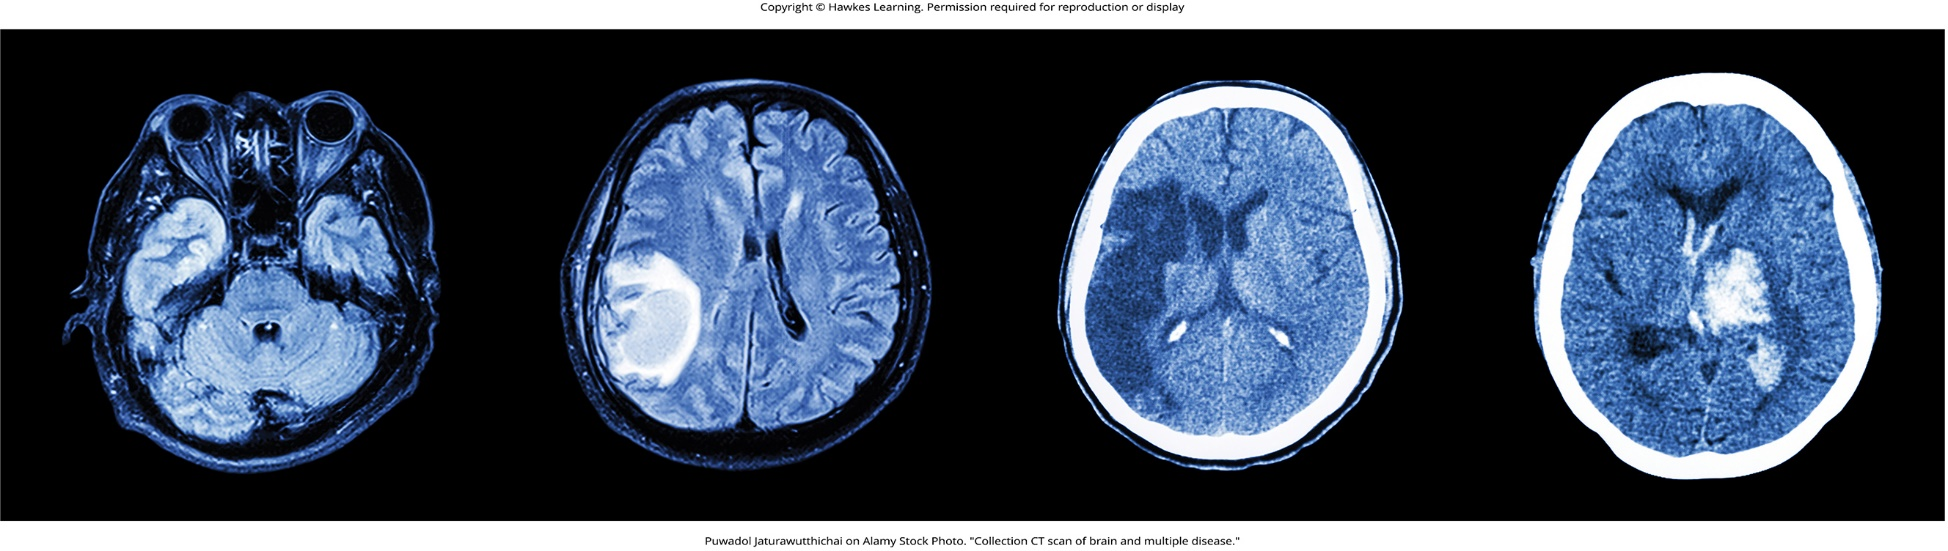 Copyright © Hawkes Learning. Permission required for reproduction or display
Puwadol Jaturawutthichai on Alamy Stock Photo. "Collection CT scan of brain and multiple disease."